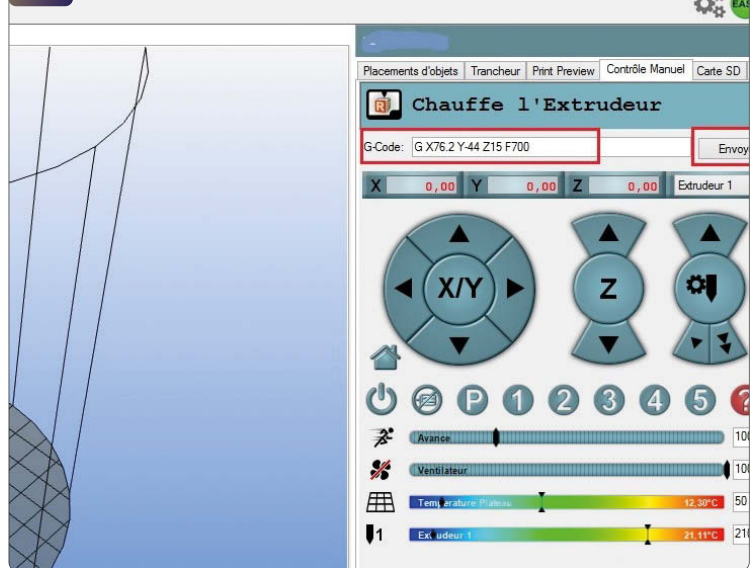 EAS
Placements d'objets Trancheur Print Preview Contrôle Manuel Carte SD
R Chauffe l'Extrudeur
G-Code: G X76.2 Y-44 Z15 F700 Envoy
X 0,00 Y 0,00 Z 0,00 Extrudeur 1
X/Y Z
P 1 2 3 4 5 ?
Avance 100
Ventilateur 100
Température Plateau 12,30°C 50
1 Extrudeur 1 21,11°C 210